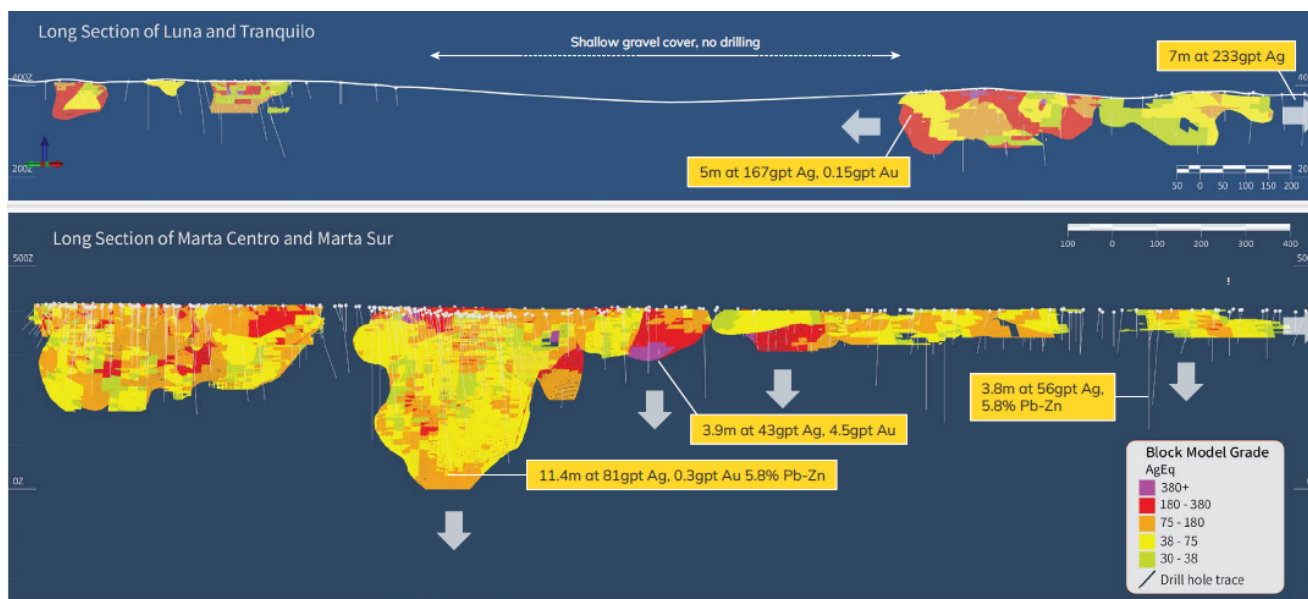 Long Section of Luna and Tranquilo
Shallow gravel cover, no drilling
7m at 233gpt Ag
400Z
40
5m at 167gpt Ag, 0.15gpt Au
200Z
20
50 0 50 100 150 200
Long Section of Marta Centro and Marta Sur
100 0 100 200 300 400
500Z
50
!
3.8m at 56gpt Ag,
5.8% Pb-Zn
3.9m at 43gpt Ag, 4.5gpt Au
11.4m at 81gpt Ag, 0.3gpt Au 5.8% Pb-Zn
0Z
Block Model Grade
AgEq
380+
180 - 380
75 - 180
38 - 75
30 - 38
Drill hole trace